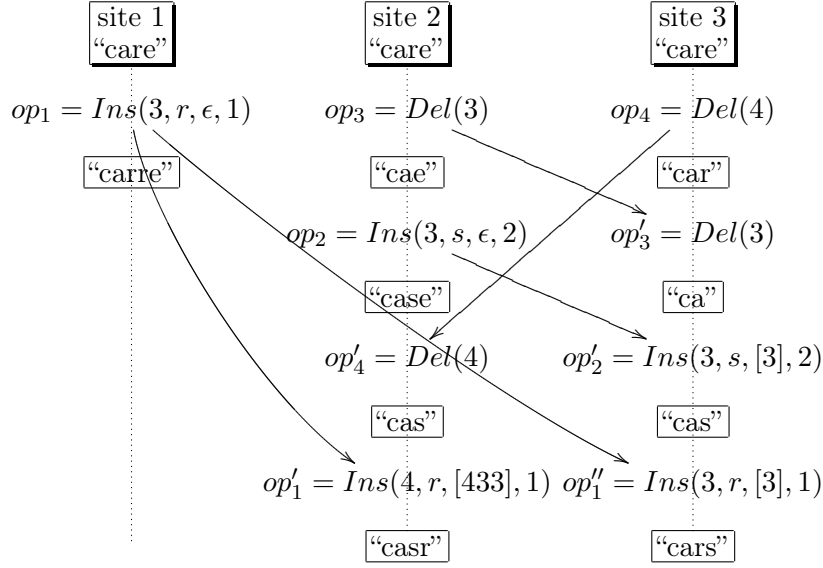 site 1 site 2 site 3
“care” “care” “care”
op₁ = Ins(3, r, ϵ, 1) op₃ = Del(3) op₄ = Del(4)
“carre” “cae” “car”
op₂ = Ins(3, s, ϵ, 2) op′₃ = Del(3)
“case” “ca”
op′₄ = Del(4) op′₂ = Ins(3, s, [3], 2)
“cas” “cas”
op′₁ = Ins(4, r, [433], 1) op′′₁ = Ins(3, r, [3], 1)
“casr” “cars”